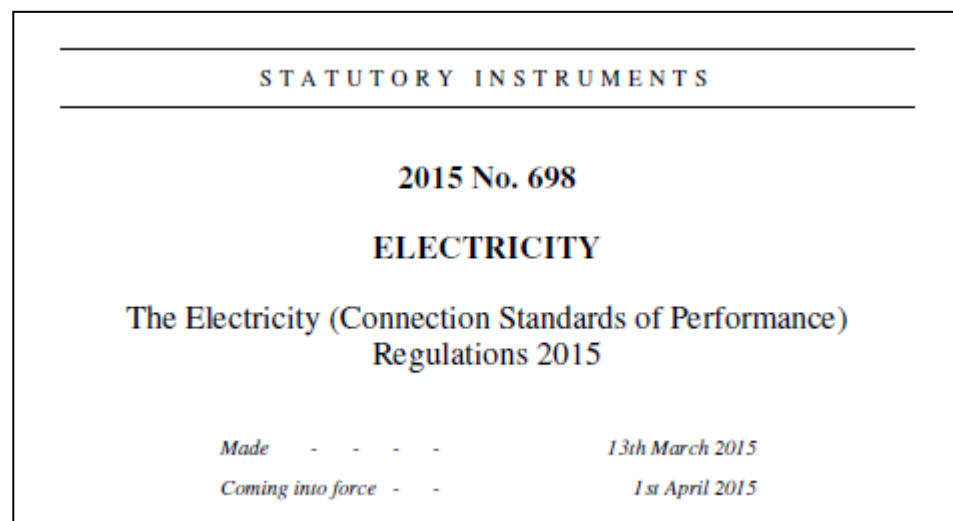 STATUTORY INSTRUMENTS
2015 No. 698
ELECTRICITY
The Electricity (Connection Standards of Performance)
Regulations 2015
Made - - - - 13th March 2015
Coming into force - - 1st April 2015